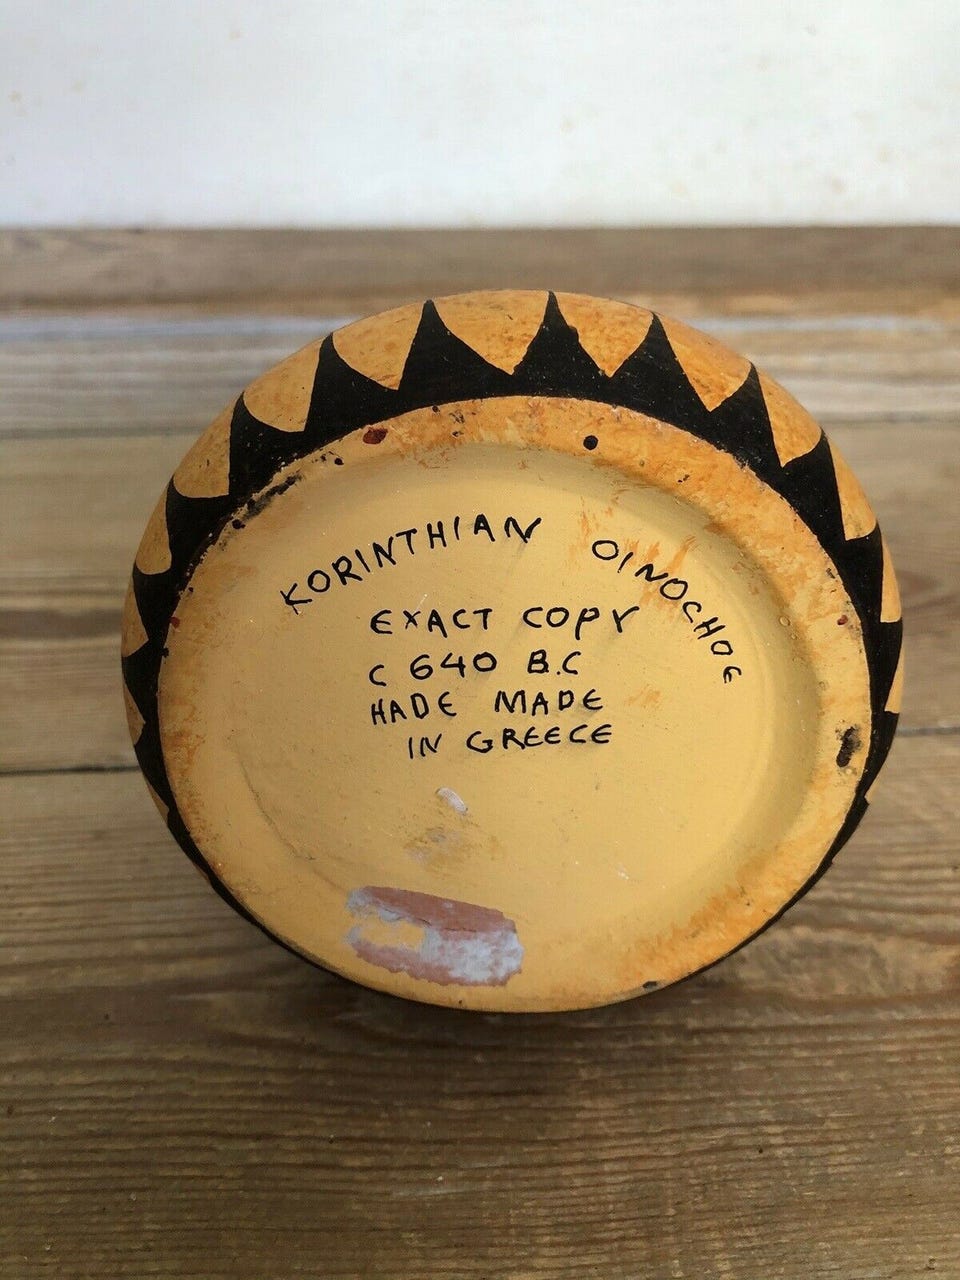 KORINTHIAN OINOCHOE
EXACT COPY
C 640 B.C
HADE MADE
IN GREECE